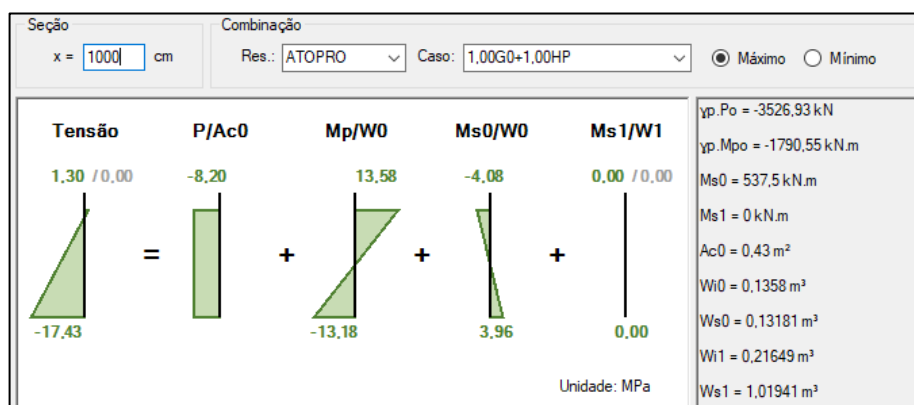 Seção
Combinação
x = 1000 cm
Res.: ATOPRO Caso: 1,00G0+1,00HP Máximo Mínimo
Tensão P/Ac0 Mp/W0 Ms0/W0 Ms1/W1
1,30 / 0,00 -8,20 13,58 -4,08 0,00 / 0,00
= + + +
-17,43 -13,18 3,96 0,00
Unidade: MPa
γp.Po = -3526,93 kN
γp.Mpo = -1790,55 kN.m
Ms0 = 537,5 kN.m
Ms1 = 0 kN.m
Ac0 = 0,43 m²
Wi0 = 0,1358 m³
Ws0 = 0,13181 m³
Wi1 = 0,21649 m³
Ws1 = 1,01941 m³